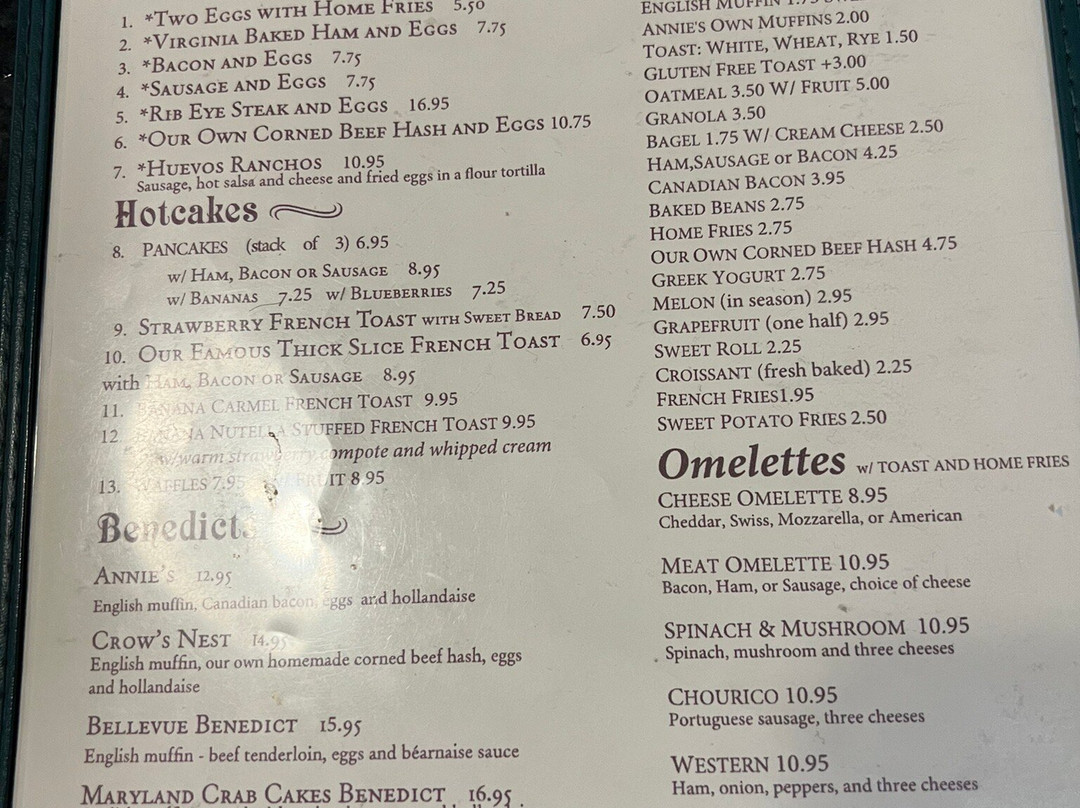 1. *Two Eggs with Home Fries 5.50
2. *Virginia Baked Ham and Eggs 7.75
3. *Bacon and Eggs 7.75
4. *Sausage and Eggs 7.75
5. *Rib Eye Steak and Eggs 16.95
6. *Our Own Corned Beef Hash and Eggs 10.75
7. *Huevos Ranchos 10.95
Sausage, hot salsa and cheese and fried eggs in a flour tortilla
Hotcakes
8. PANCAKES (stack of 3) 6.95
w/ Ham, Bacon or Sausage 8.95
w/ Bananas 7.25 w/ Blueberries 7.25
9. Strawberry French Toast with Sweet Bread 7.50
10. Our Famous Thick Slice French Toast 6.95
with Ham, Bacon or Sausage 8.95
11. Banana Carmel French Toast 9.95
12. Banana Nutella Stuffed French Toast 9.95
w/warm strawberry compote and whipped cream
13. Waffles 7.95 w/ Fruit 8.95
Benedicts
Annie's 12.95
English muffin, Canadian bacon, eggs and hollandaise
Crow's Nest 14.95
English muffin, our own homemade corned beef hash, eggs
and hollandaise
Bellevue Benedict 15.95
English muffin - beef tenderloin, eggs and béarnaise sauce
Maryland Crab Cakes Benedict 16.95
English Muffin 1.75
Annie's Own Muffins 2.00
Toast: White, Wheat, Rye 1.50
Gluten Free Toast +3.00
Oatmeal 3.50 w/ Fruit 5.00
Granola 3.50
Bagel 1.75 w/ Cream Cheese 2.50
Ham,Sausage or Bacon 4.25
Canadian Bacon 3.95
Baked Beans 2.75
Home Fries 2.75
Our Own Corned Beef Hash 4.75
Greek Yogurt 2.75
Melon (in season) 2.95
Grapefruit (one half) 2.95
Sweet Roll 2.25
Croissant (fresh baked) 2.25
French Fries1.95
Sweet Potato Fries 2.50
Omelettes w/ Toast and Home Fries
Cheese Omelette 8.95
Cheddar, Swiss, Mozzarella, or American
Meat Omelette 10.95
Bacon, Ham, or Sausage, choice of cheese
Spinach & Mushroom 10.95
Spinach, mushroom and three cheeses
Chourico 10.95
Portuguese sausage, three cheeses
Western 10.95
Ham, onion, peppers, and three cheeses